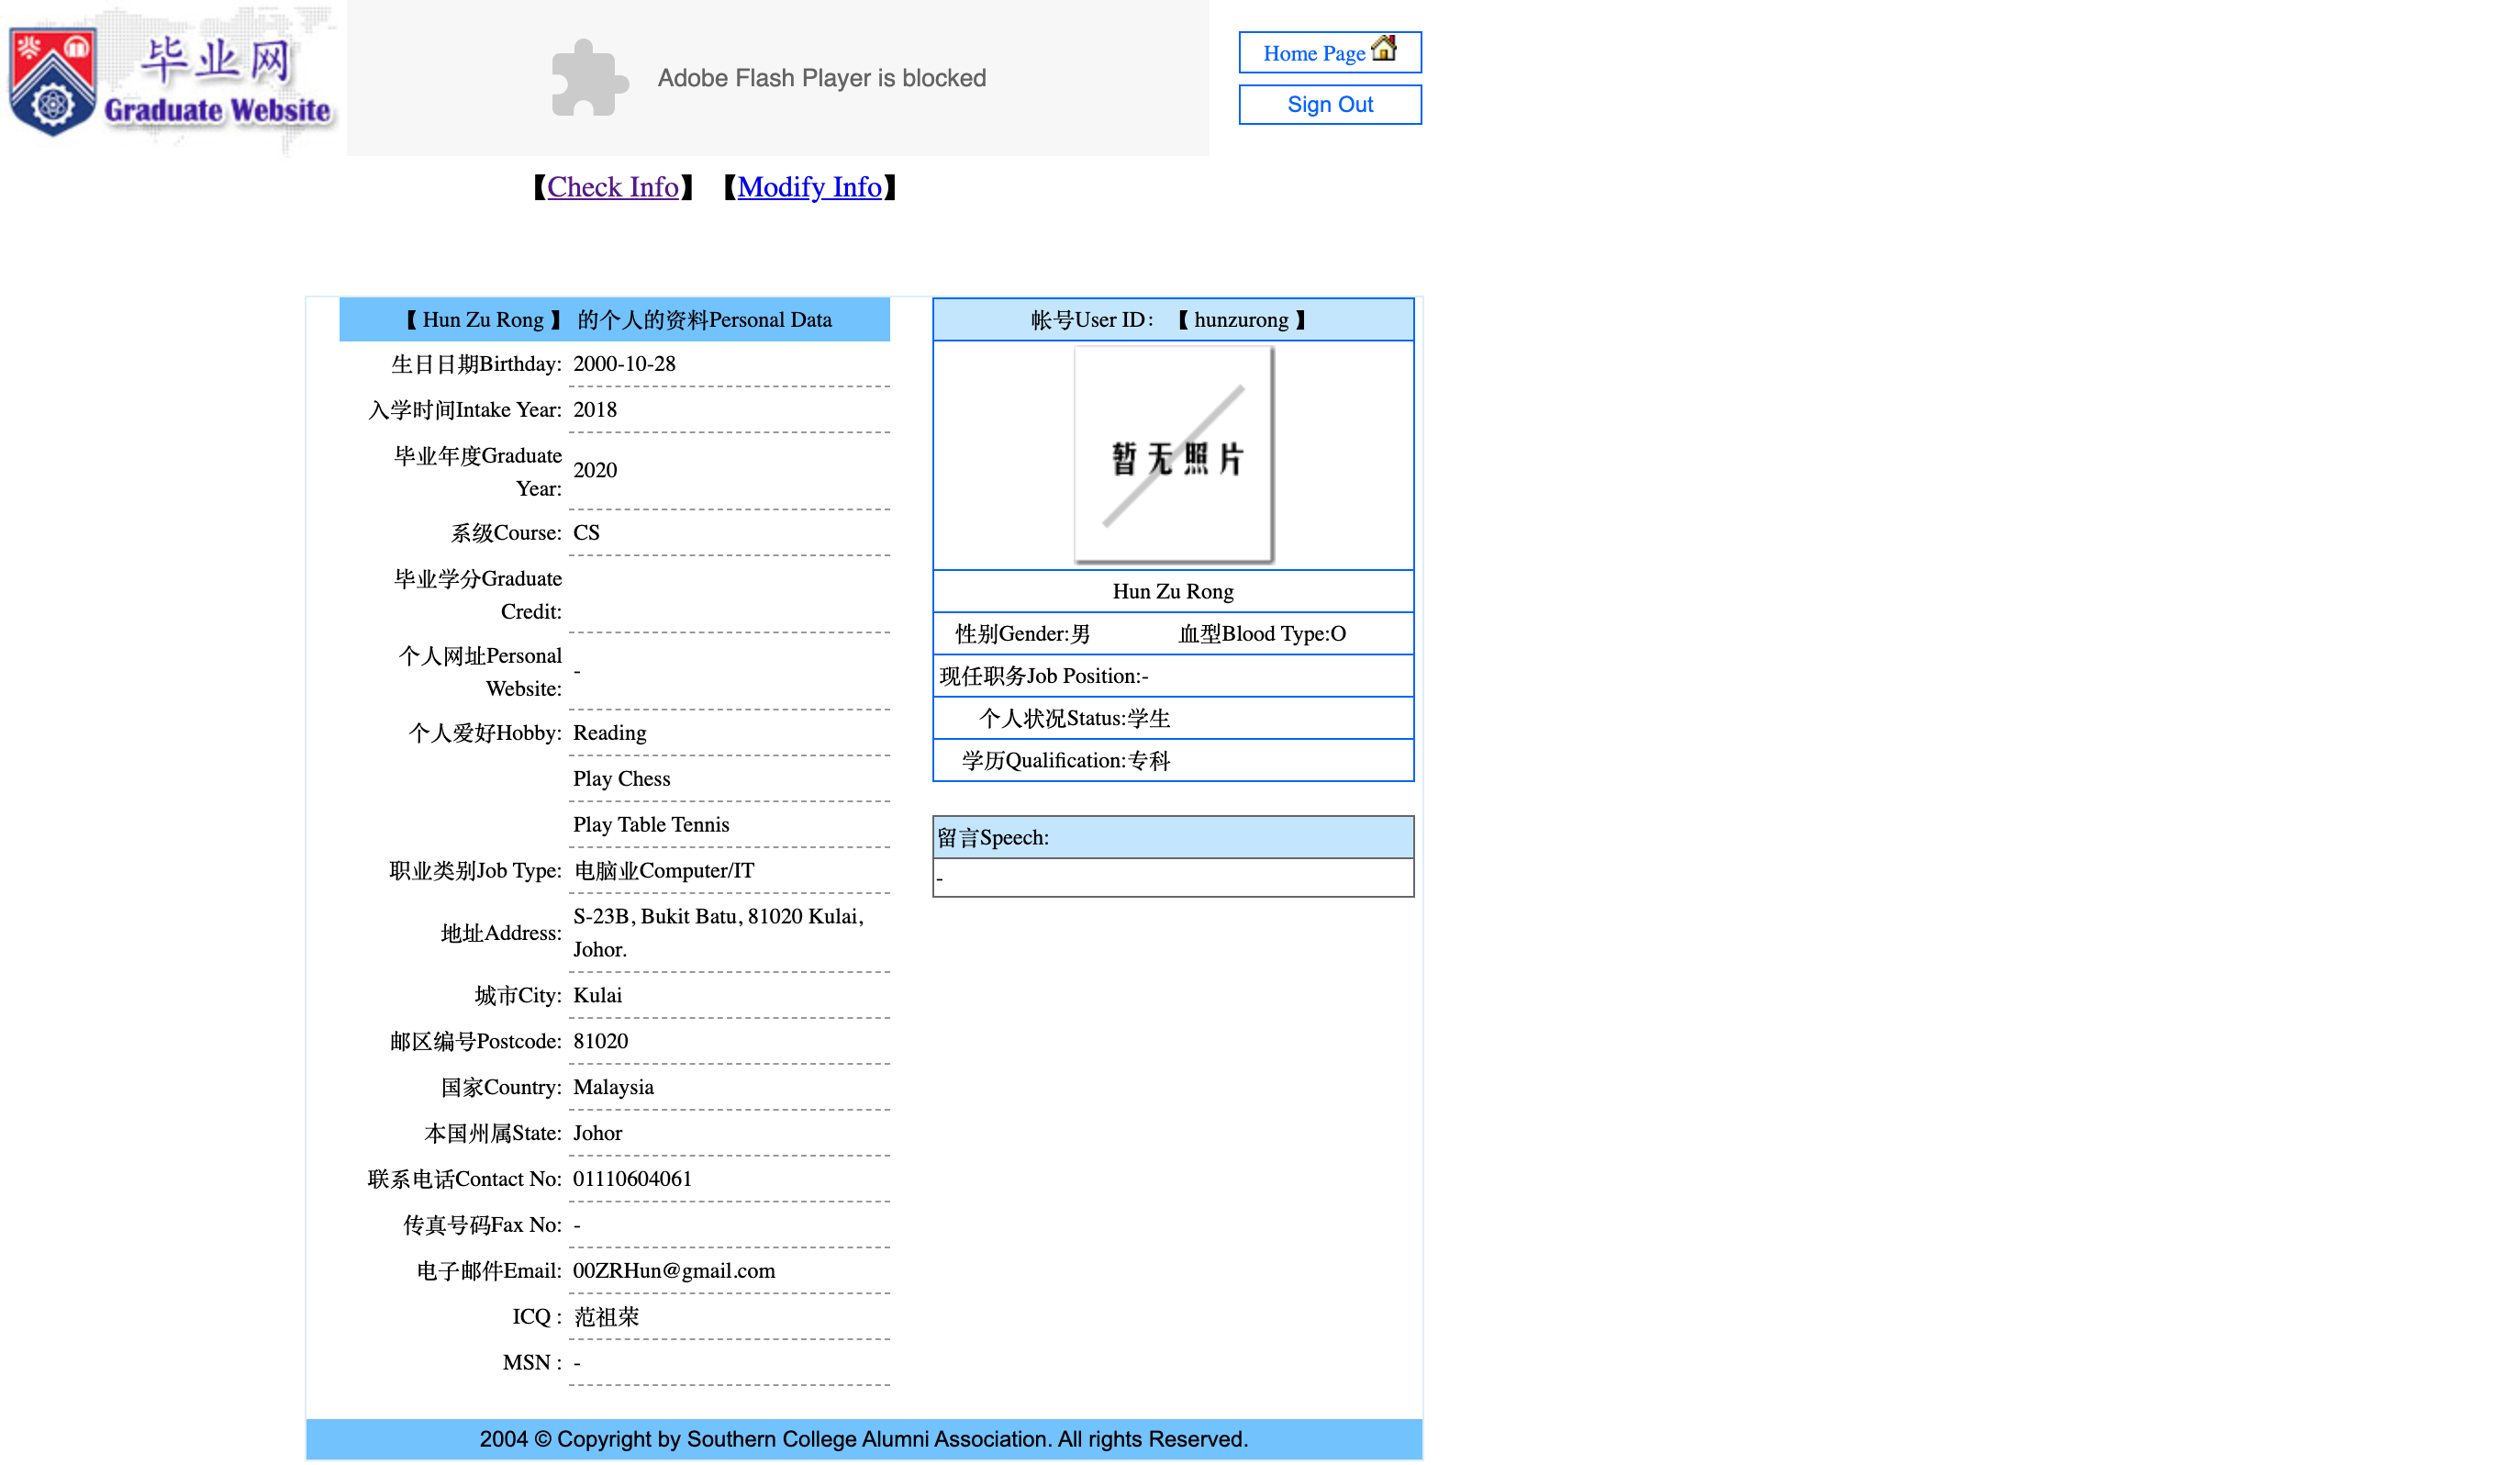 毕业网
Graduate Website
Adobe Flash Player is blocked
Home Page
Sign Out
【Check Info】 【Modify Info】
【 Hun Zu Rong 】 的个人的资料Personal Data
生日日期Birthday: 2000-10-28
入学时间Intake Year: 2018
毕业年度Graduate
Year: 2020
系级Course: CS
毕业学分Graduate
Credit:
个人网址Personal
Website: -
个人爱好Hobby: Reading
Play Chess
Play Table Tennis
职业类别Job Type: 电脑业Computer/IT
地址Address: S-23B, Bukit Batu, 81020 Kulai,
Johor.
城市City: Kulai
邮区编号Postcode: 81020
国家Country: Malaysia
本国州属State: Johor
联系电话Contact No: 01110604061
传真号码Fax No: -
电子邮件Email: 00ZRHun@gmail.com
ICQ : 范祖荣
MSN : -
帐号User ID： 【 hunzurong 】
暂无照片
Hun Zu Rong
性别Gender:男 血型Blood Type:O
现任职务Job Position:-
个人状况Status:学生
学历Qualification:专科
留言Speech:
-
2004 © Copyright by Southern College Alumni Association. All rights Reserved.